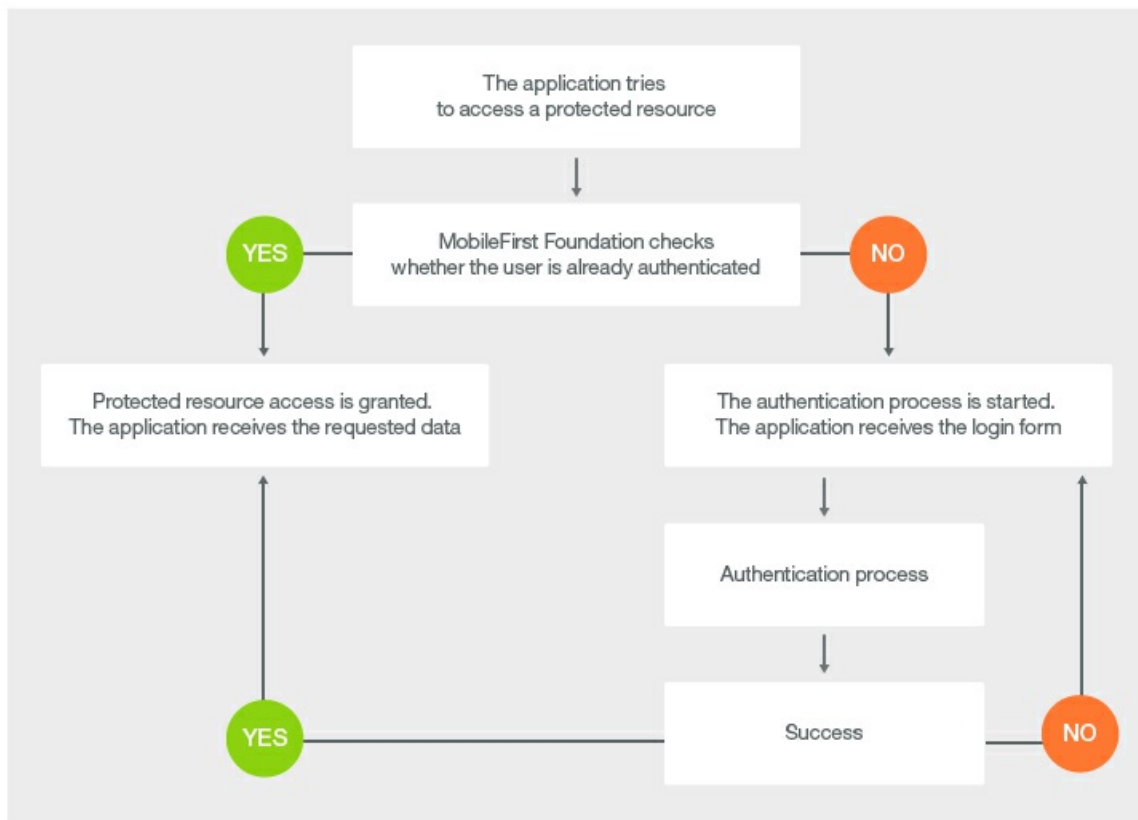 The application tries
to access a protected resource
YES
MobileFirst Foundation checks
whether the user is already authenticated
NO
Protected resource access is granted.
The application receives the requested data
The authentication process is started.
The application receives the login form
Authentication process
YES
Success
NO